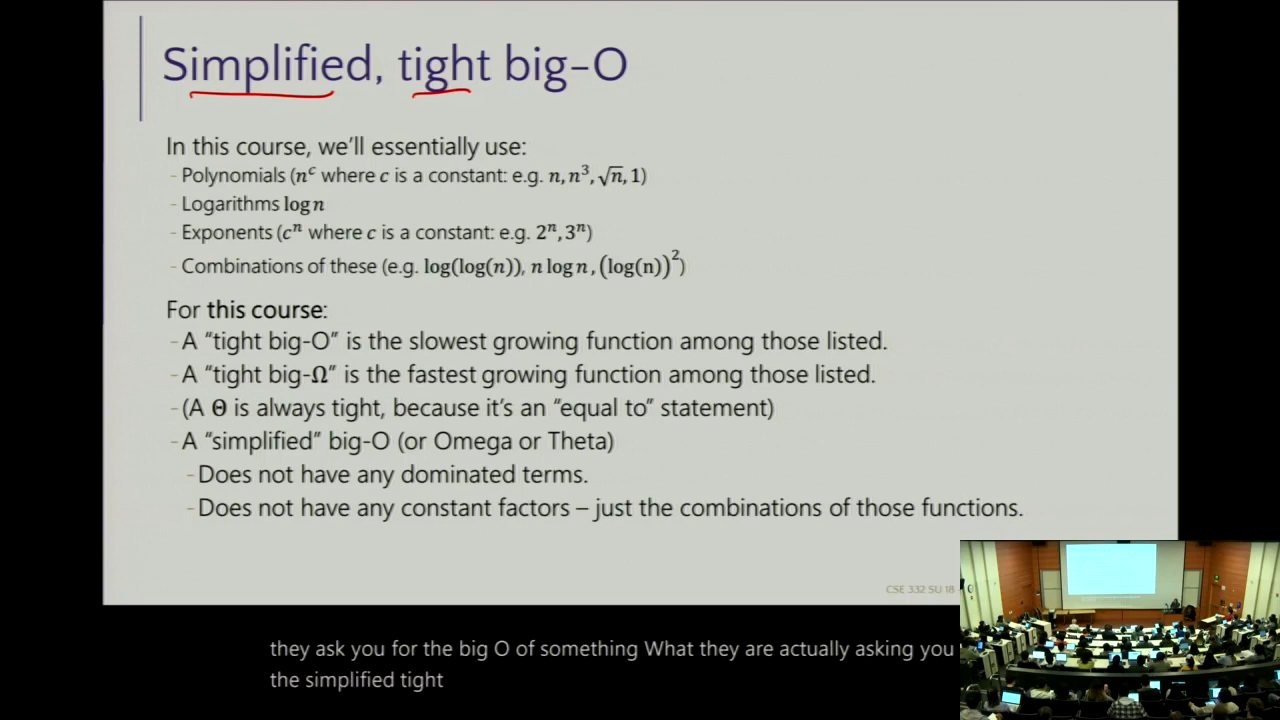 Simplified, tight big-O
In this course, we'll essentially use:
- Polynomials (n^c where c is a constant: e.g. n, n³, √n, 1)
- Logarithms log n
- Exponents (c^n where c is a constant: e.g. 2^n, 3^n)
- Combinations of these (e.g. log(log(n)), n log n, (log(n))²)
For this course:
- A "tight big-O" is the slowest growing function among those listed.
- A "tight big-Ω" is the fastest growing function among those listed.
- (A Θ is always tight, because it's an "equal to" statement)
- A "simplified" big-O (or Omega or Theta)
- Does not have any dominated terms.
- Does not have any constant factors – just the combinations of those functions.
CSE 332 SU 18
they ask you for the big O of something What they are actually asking you
the simplified tight